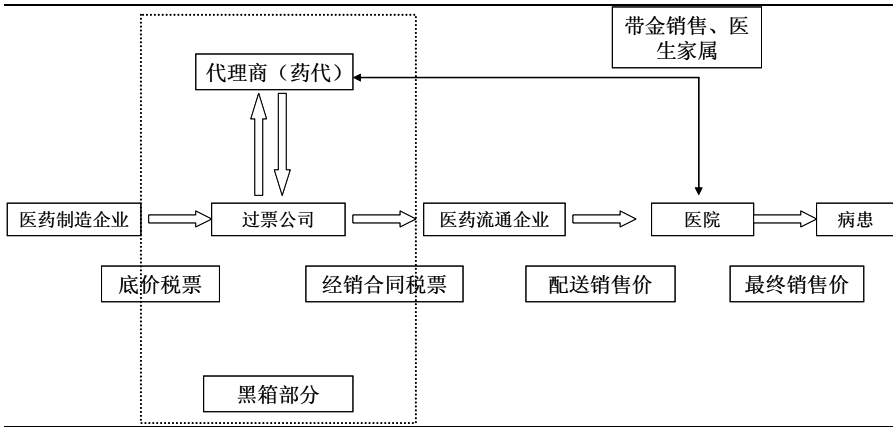 带金销售、医
生家属
代理商（药代）
医药制造企业
过票公司
医药流通企业
医院
病患
底价税票
经销合同税票
配送销售价
最终销售价
黑箱部分